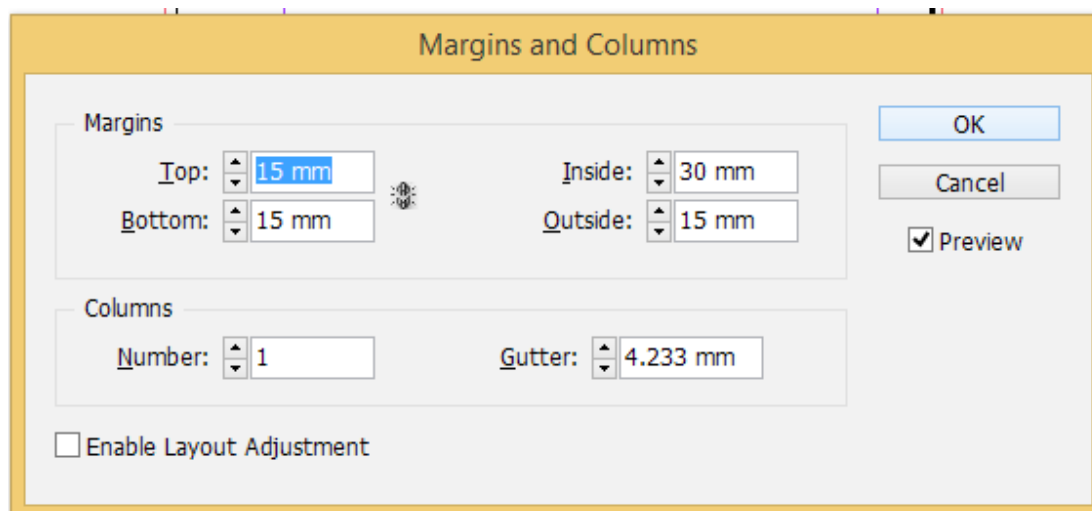 Margins and Columns
Margins
OK
Top: 15 mm
Inside: 30 mm
Cancel
Bottom: 15 mm
Outside: 15 mm
Preview
Columns
Number: 1
Gutter: 4.233 mm
Enable Layout Adjustment